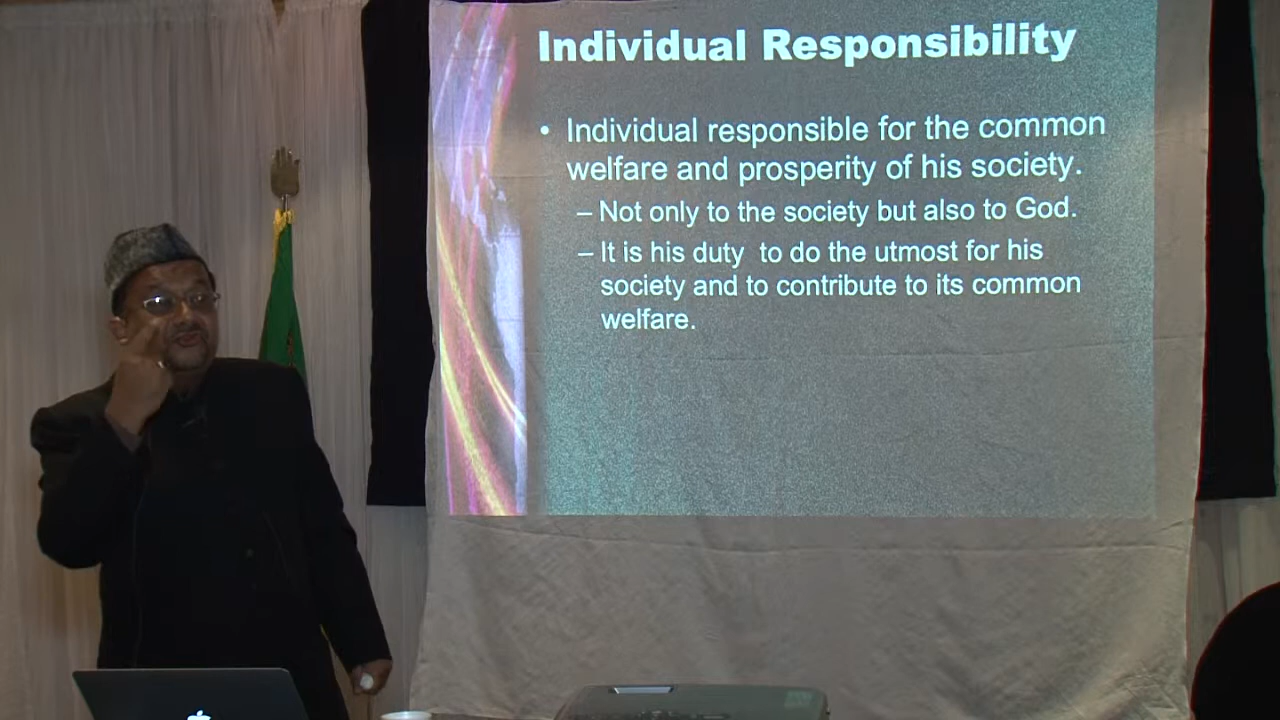 Individual Responsibility
• Individual responsible for the common
welfare and prosperity of his society.
– Not only to the society but also to God.
– It is his duty  to do the utmost for his
society and to contribute to its common
welfare.